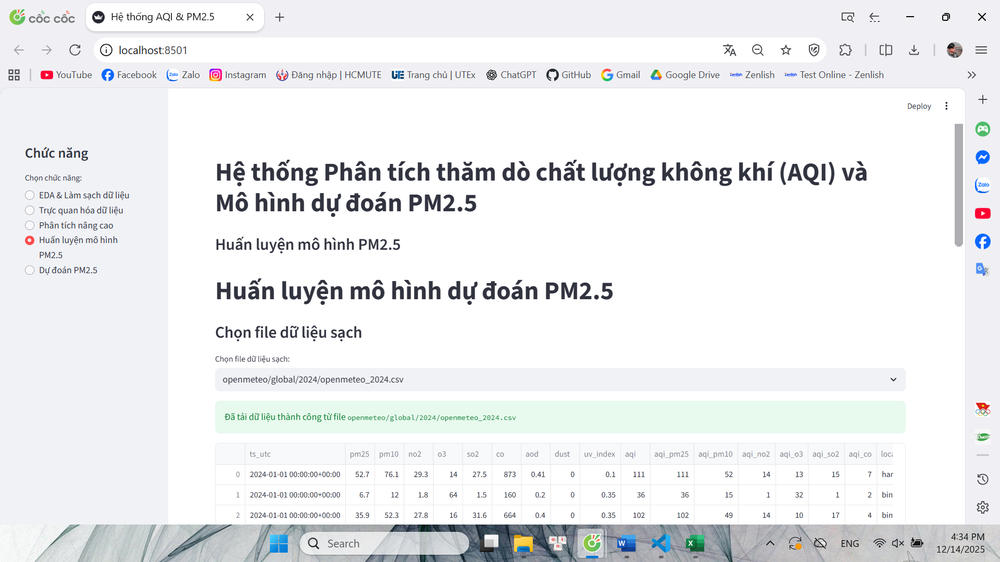 cốc cốc
Hệ thống AQI & PM2.5
localhost:8501
YouTube
Facebook
Zalo
Instagram
Đăng nhập | HCMUTE
Trang chủ | UTEx
ChatGPT
GitHub
Gmail
Google Drive
Zenlish
Test Online - Zenlish
Deploy
Chức năng
Chọn chức năng:
EDA & Làm sạch dữ liệu
Trực quan hóa dữ liệu
Phân tích nâng cao
Huấn luyện mô hình
PM2.5
Dự đoán PM2.5
Hệ thống Phân tích thăm dò chất lượng không khí (AQI) và
Mô hình dự đoán PM2.5
Huấn luyện mô hình PM2.5
Huấn luyện mô hình dự đoán PM2.5
Chọn file dữ liệu sạch
Chọn file dữ liệu sạch:
openmeteo/global/2024/openmeteo_2024.csv
Đã tải dữ liệu thành công từ file openmeteo/global/2024/openmeteo_2024.csv
ts_utc pm25 pm10 no2 o3 so2 co aod dust uv_index aqi aqi_pm25 aqi_pm10 aqi_no2 aqi_o3 aqi_so2 aqi_co loca
0 2024-01-01 00:00:00+00:00 52.7 76.1 29.3 14 27.5 873 0.41 0 0.1 111 111 52 14 13 15 7 har
1 2024-01-01 00:00:00+00:00 6.7 12 1.8 64 1.5 160 0.2 0 0.35 36 36 15 1 32 1 2 bin
2 2024-01-01 00:00:00+00:00 35.9 52.3 27.8 16 31.6 664 0.4 0 0.35 102 102 49 14 10 17 4 bin
Search
ENG
4:34 PM
12/14/2025